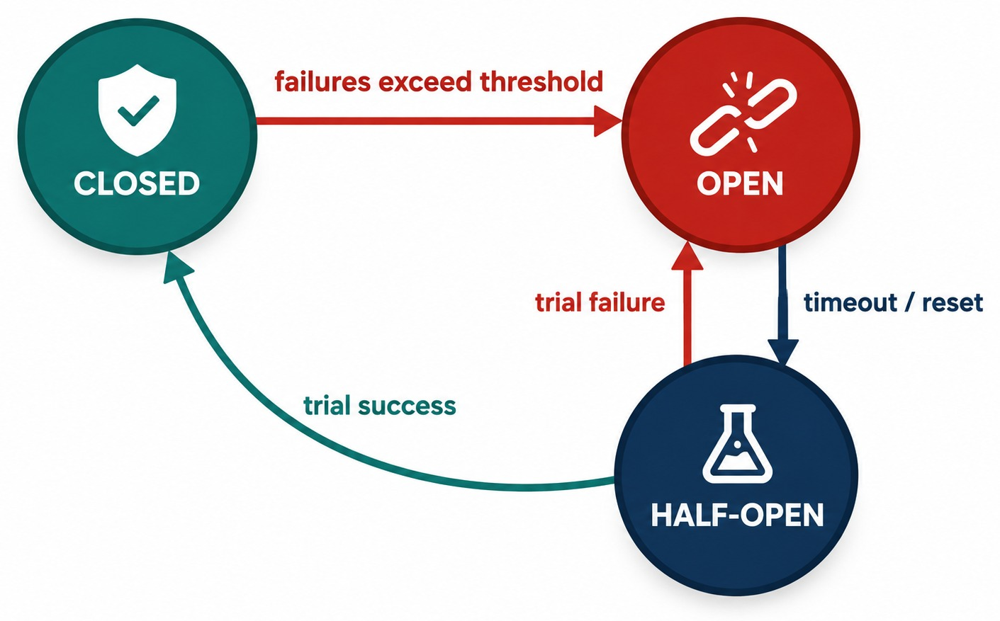 failures exceed threshold
CLOSED
OPEN
trial failure
timeout / reset
trial success
HALF-OPEN